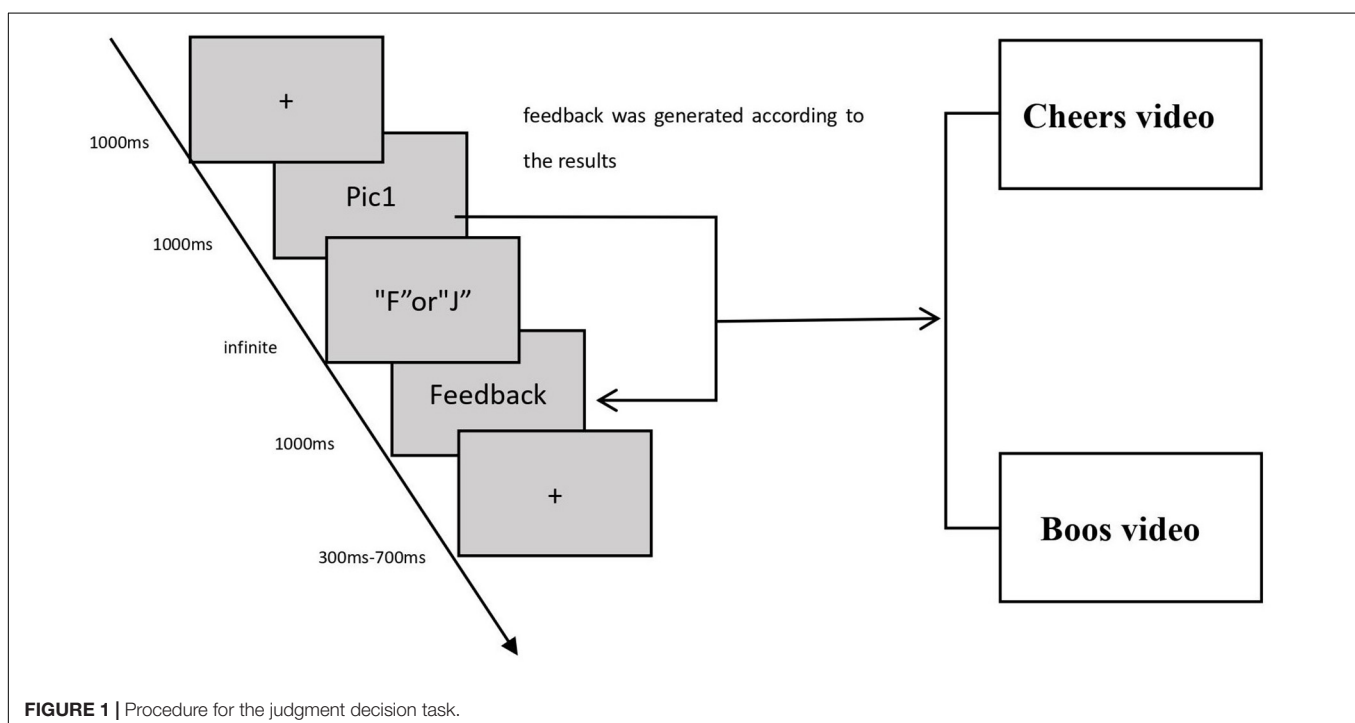 +
1000ms
Pic1
1000ms
"F”or"J”
infinite
Feedback
1000ms
+
300ms-700ms
feedback was generated according to
the results
Cheers video
Boos video
FIGURE 1 | Procedure for the judgment decision task.